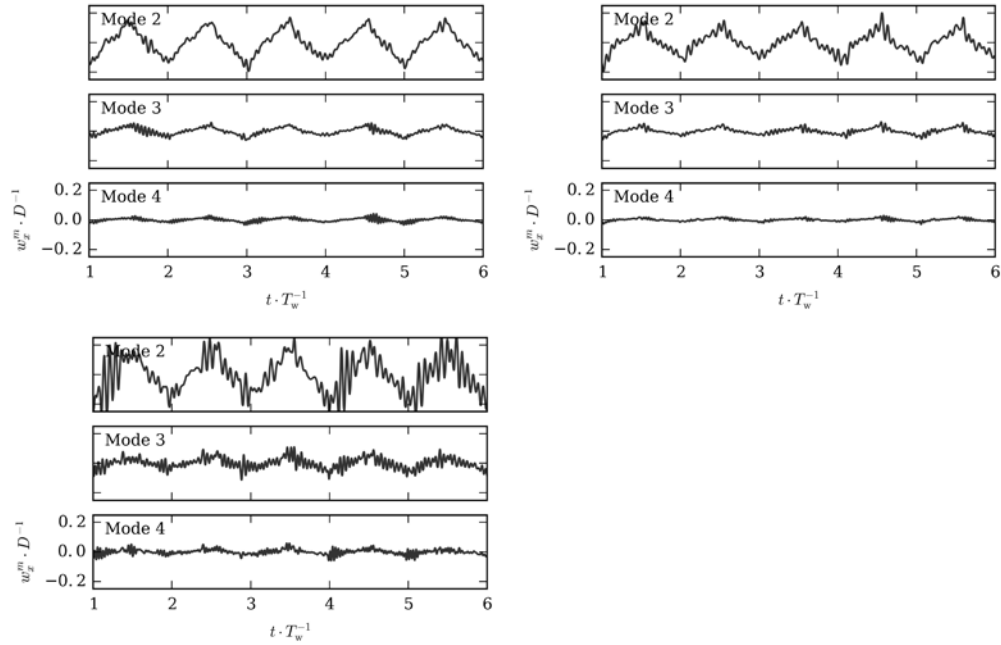 Mode 2
Mode 3
Mode 4
0.2
0.0
−0.2
w_x^m · D^{−1}
1 2 3 4 5 6
t · T_w^{−1}
Mode 2
Mode 3
Mode 4
0.2
0.0
−0.2
w_x^m · D^{−1}
1 2 3 4 5 6
t · T_w^{−1}
Mode 2
Mode 3
Mode 4
0.2
0.0
−0.2
w_x^m · D^{−1}
1 2 3 4 5 6
t · T_w^{−1}